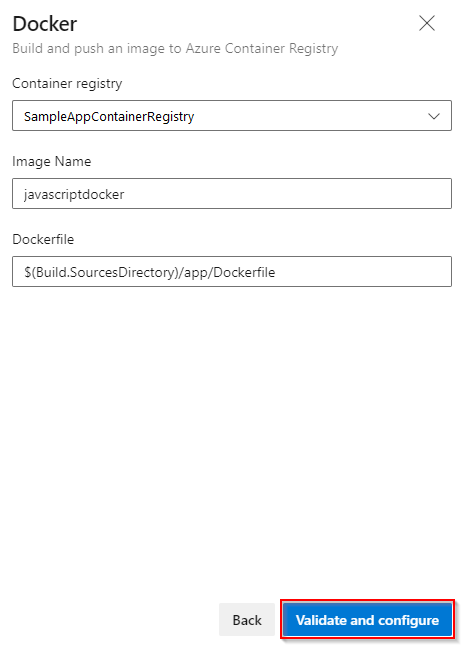 Docker
Build and push an image to Azure Container Registry
Container registry
SampleAppContainerRegistry
Image Name
javascriptdocker
Dockerfile
$(Build.SourcesDirectory)/app/Dockerfile
Back
Validate and configure